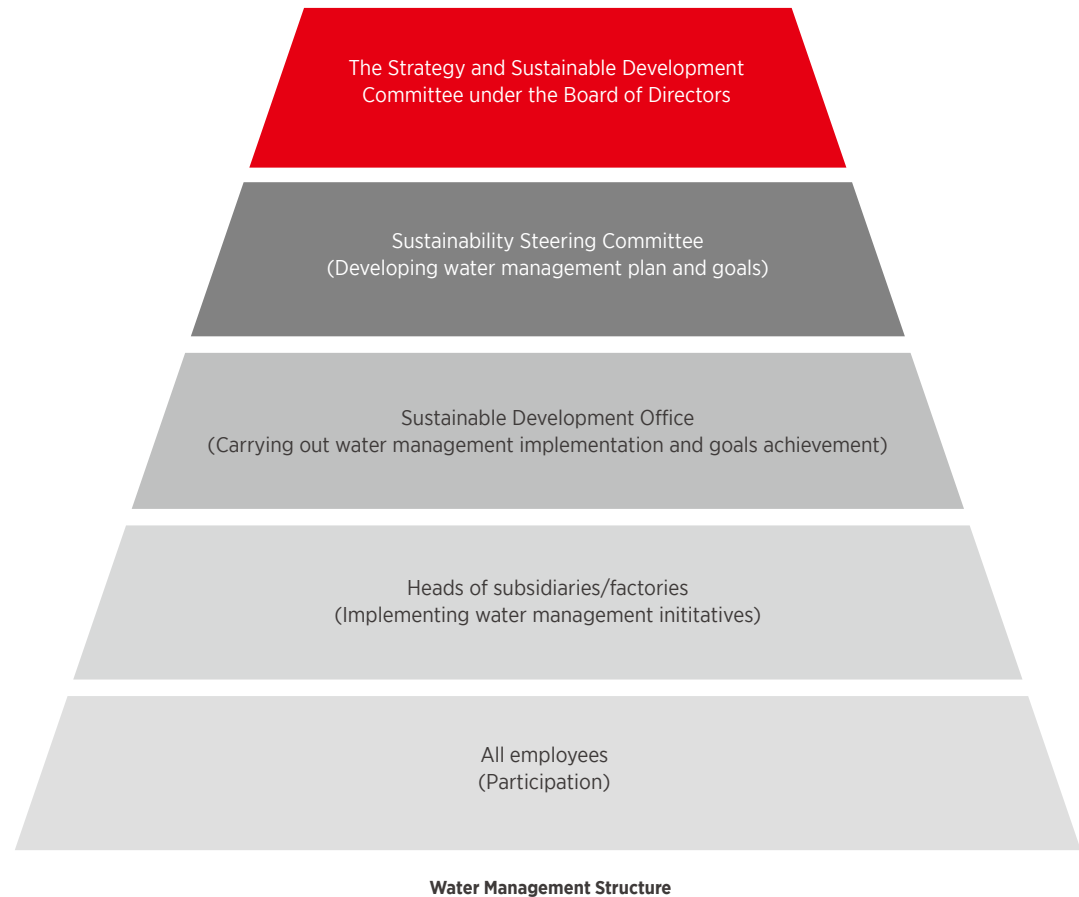 The Strategy and Sustainable Development
Committee under the Board of Directors
Sustainability Steering Committee
(Developing water management plan and goals)
Sustainable Development Office
(Carrying out water management implementation and goals achievement)
Heads of subsidiaries/factories
(Implementing water management inititatives)
All employees
(Participation)
Water Management Structure